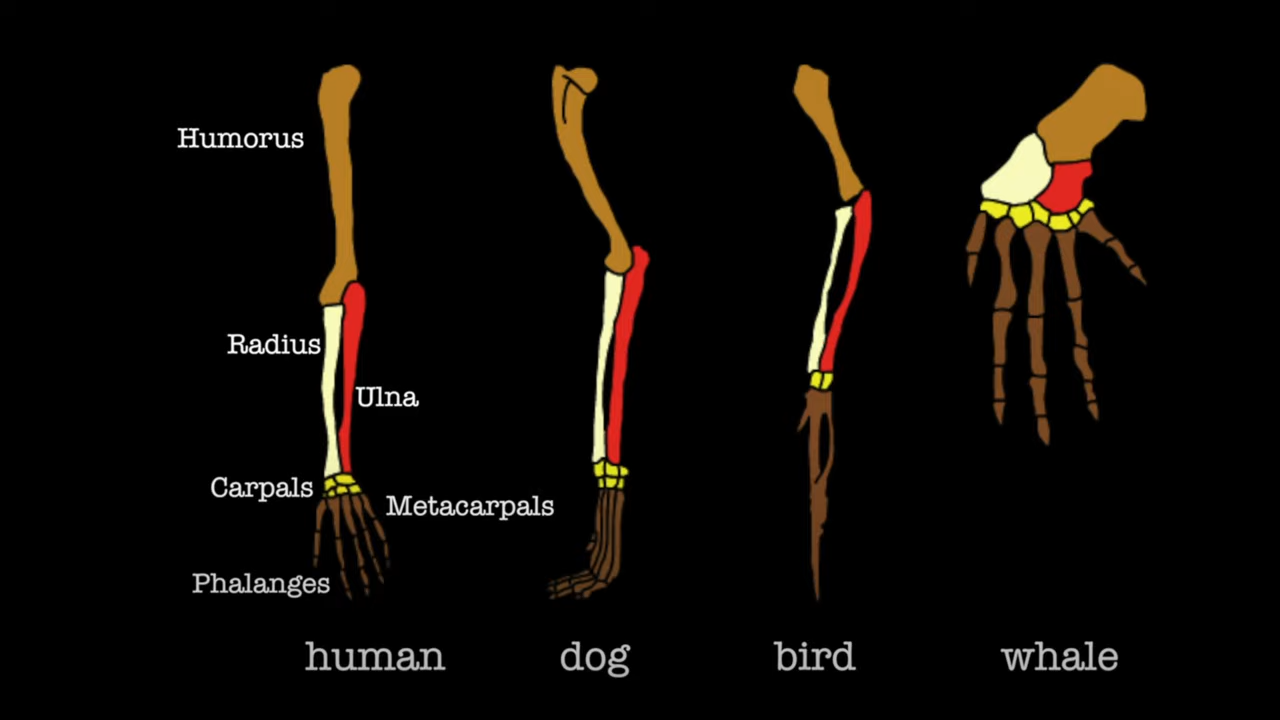 Humorus
Radius
Ulna
Carpals
Metacarpals
Phalanges
human
dog
bird
whale